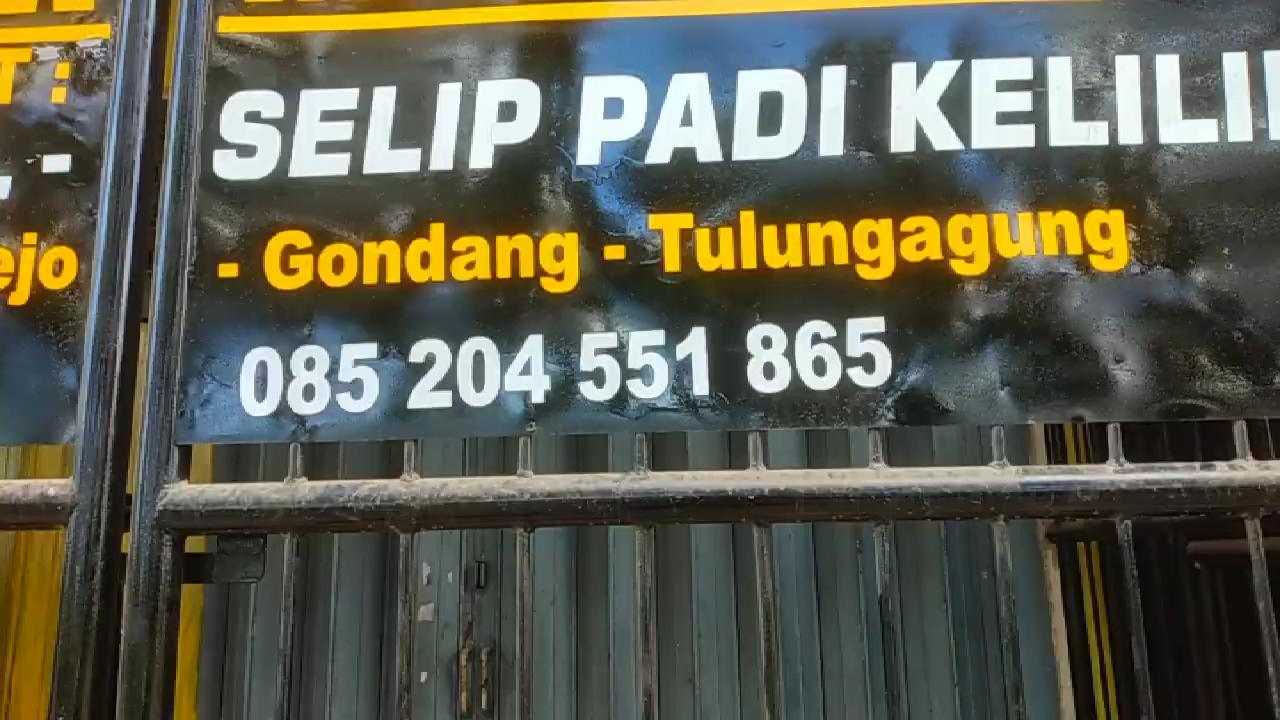 T:
SELIP PADI KELILI
ejo - Gondang - Tulungagung
085 204 551 865